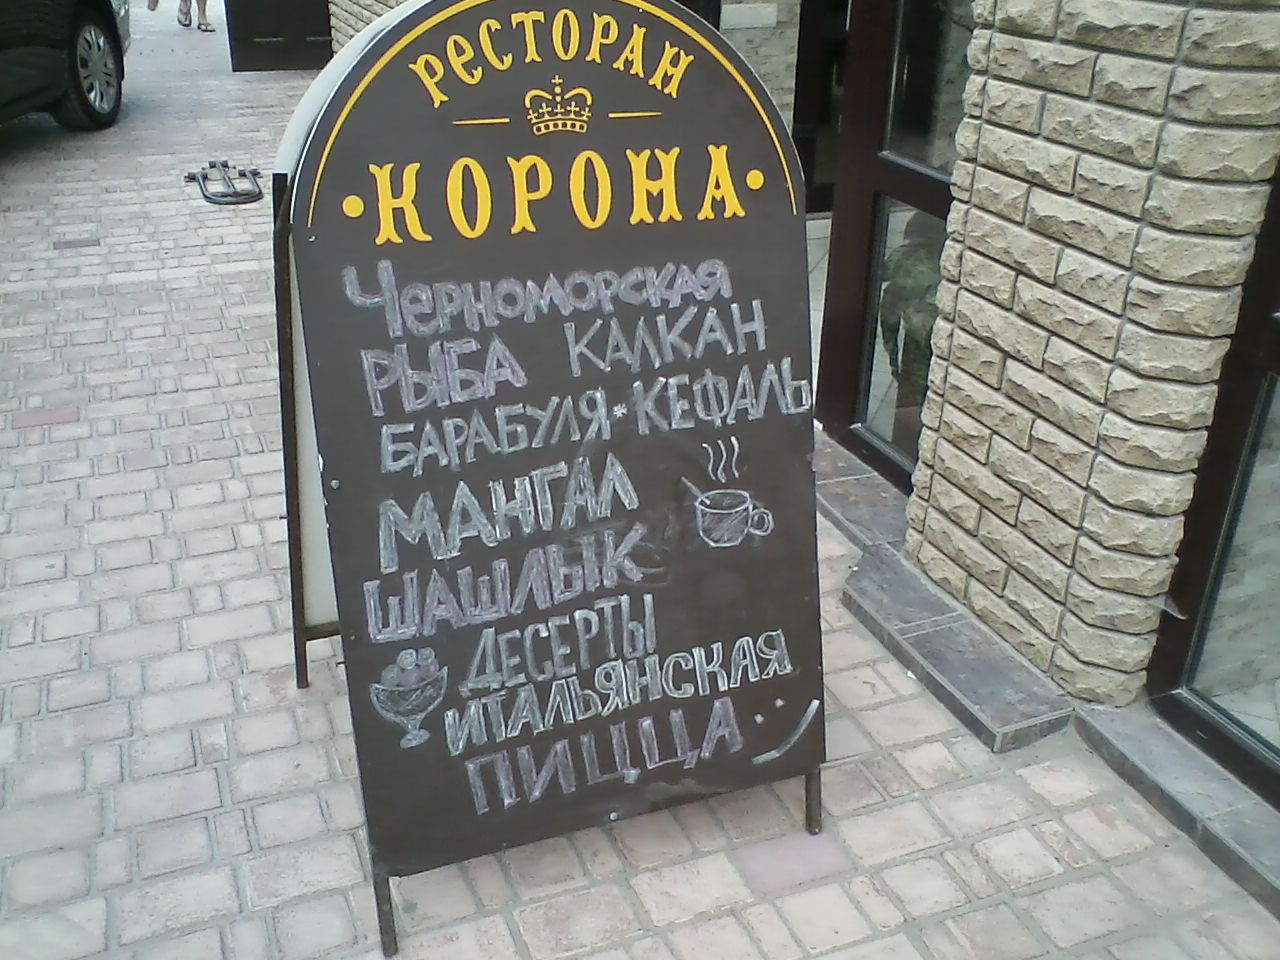 РЕСТОРАН
КОРОНА
ЧЕРНОМОРСКАЯ
РЫБА КАЛКАН
БАРАБУЛЯ*КЕФАЛЬ
МАНГАЛ
ШАШЛЫК
ДЕСЕРТЫ
ИТАЛЬЯНСКАЯ
ПИЦЦА